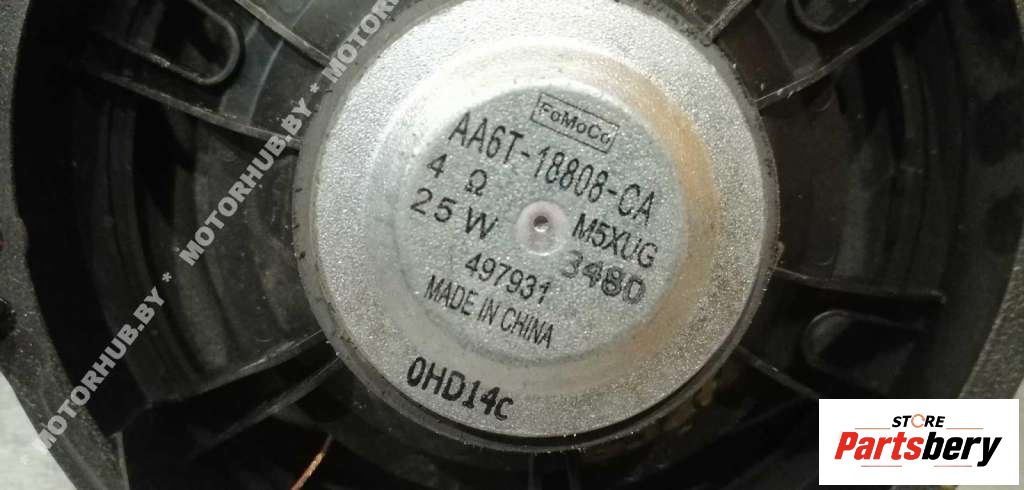 FoMoCo
AA6T-18808-CA
4 Ω
25 W
M5XUG
3480
497931
MADE IN CHINA
0HD14c
MOTORHUB.BY * MOTORHUB.BY * MOTORHUB.BY * MOTOR
STORE
Partsbery